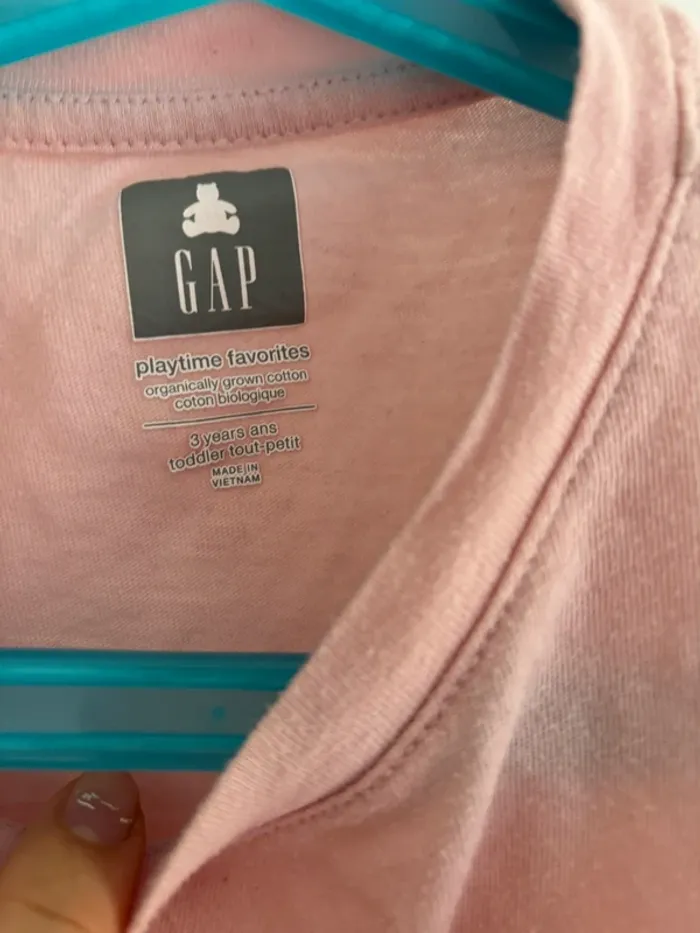 GAP
playtime favorites
organically grown cotton
coton biologique
3 years ans
toddler tout-petit
MADE IN
VIETNAM